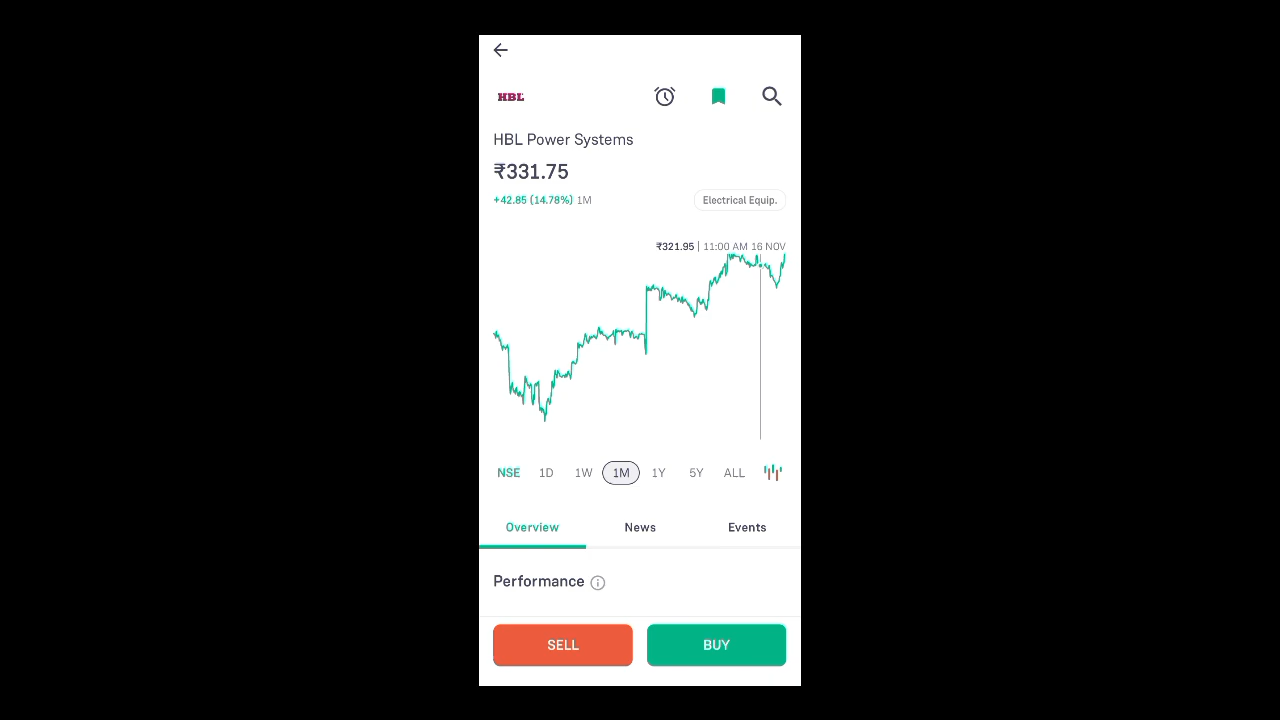 HBL
HBL Power Systems
₹331.75
+42.85 (14.78%) 1M
Electrical Equip.
₹321.95 | 11:00 AM 16 NOV
NSE 1D 1W 1M 1Y 5Y ALL
Overview News Events
Performance
SELL BUY